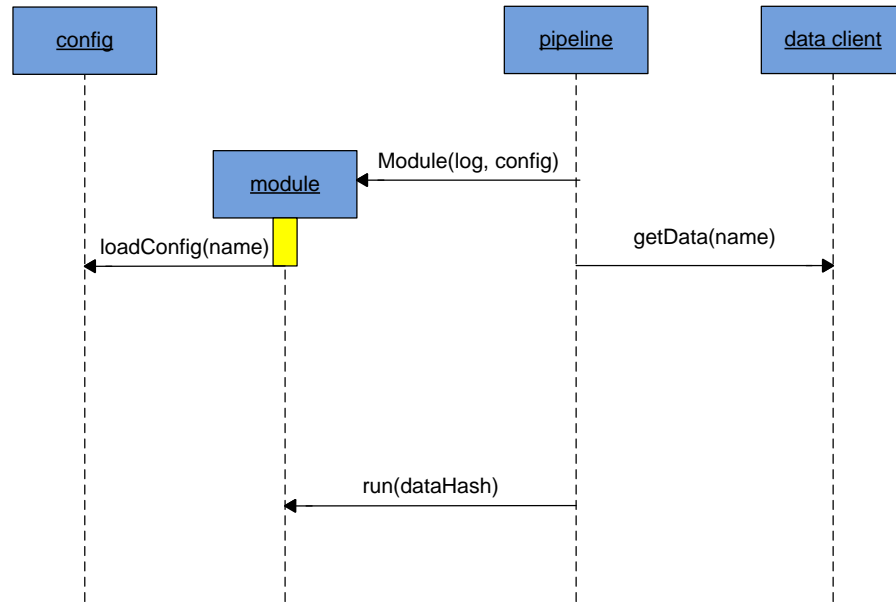 config
pipeline
data client
Module(log, config)
module
loadConfig(name)
getData(name)
run(dataHash)